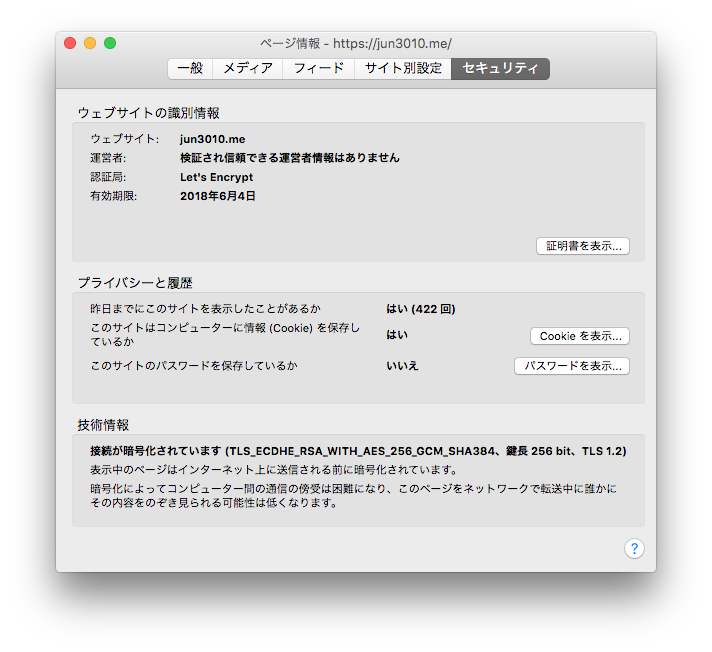 ページ情報 - https://jun3010.me/
一般 メディア フィード サイト別設定 セキュリティ
ウェブサイトの識別情報
ウェブサイト: jun3010.me
運営者: 検証され信頼できる運営者情報はありません
認証局: Let's Encrypt
有効期限: 2018年6月4日
証明書を表示...
プライバシーと履歴
昨日までにこのサイトを表示したことがあるか はい (422 回)
このサイトはコンピューターに情報 (Cookie) を保存し
ているか はい Cookie を表示...
このサイトのパスワードを保存しているか いいえ パスワードを表示...
技術情報
接続が暗号化されています (TLS_ECDHE_RSA_WITH_AES_256_GCM_SHA384、鍵長 256 bit、TLS 1.2)
表示中のページはインターネット上に送信される前に暗号化されています。
暗号化によってコンピューター間の通信の傍受は困難になり、このページをネットワークで転送中に誰かに
その内容をのぞき見られる可能性は低くなります。
?